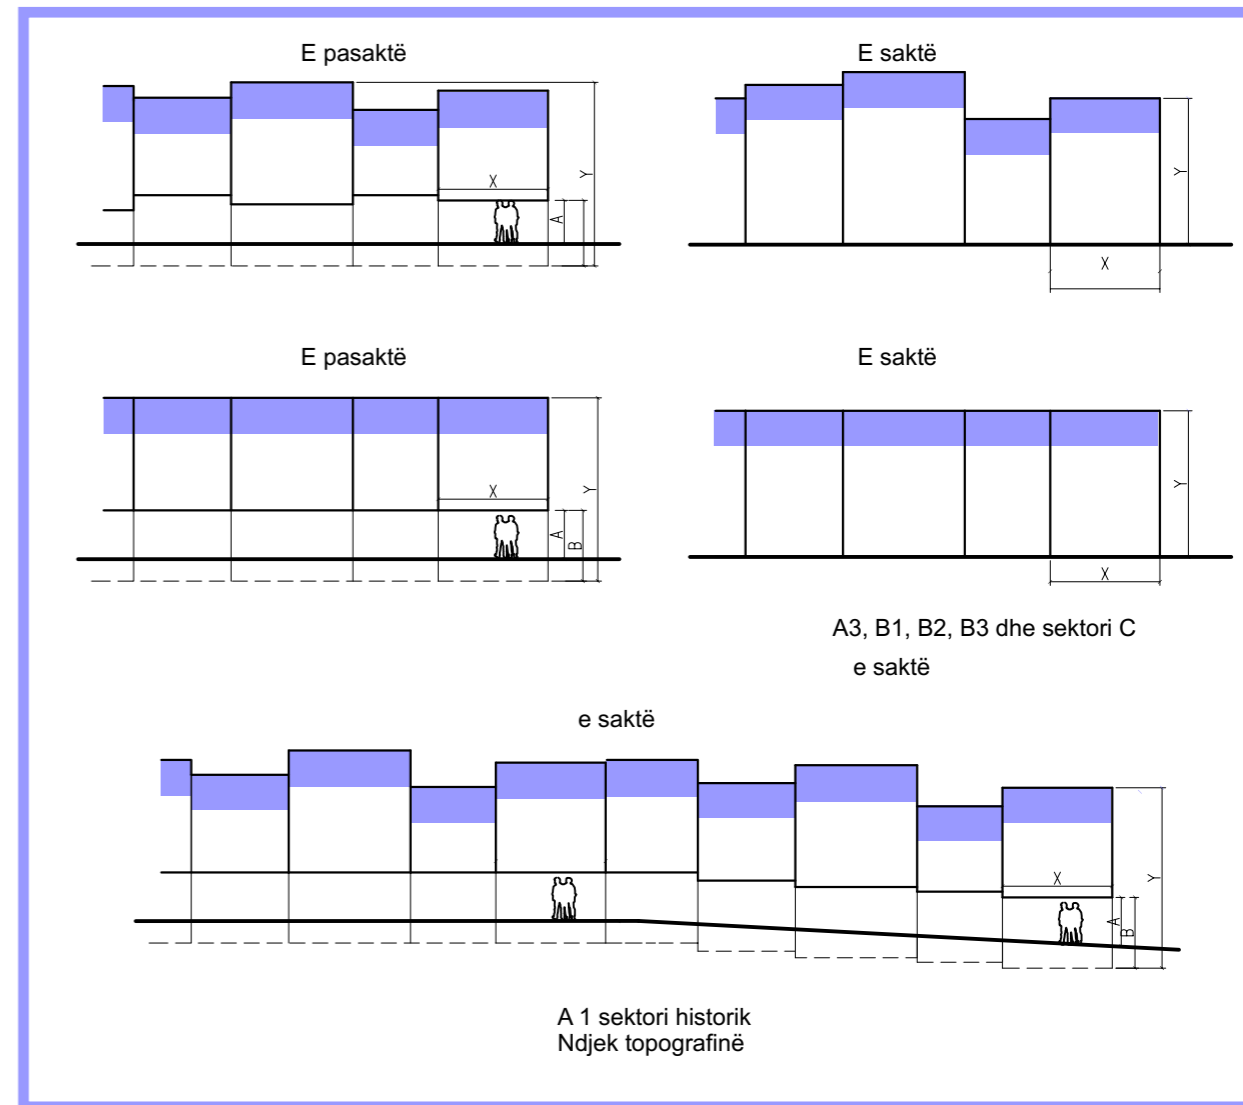 E pasaktë
E saktë
X
A
Y
Y
X
E pasaktë
E saktë
X
A
B
Y
Y
X
A3, B1, B2, B3 dhe sektori C
e saktë
e saktë
X
A
B
Y
A 1 sektori historik
Ndjek topografinë